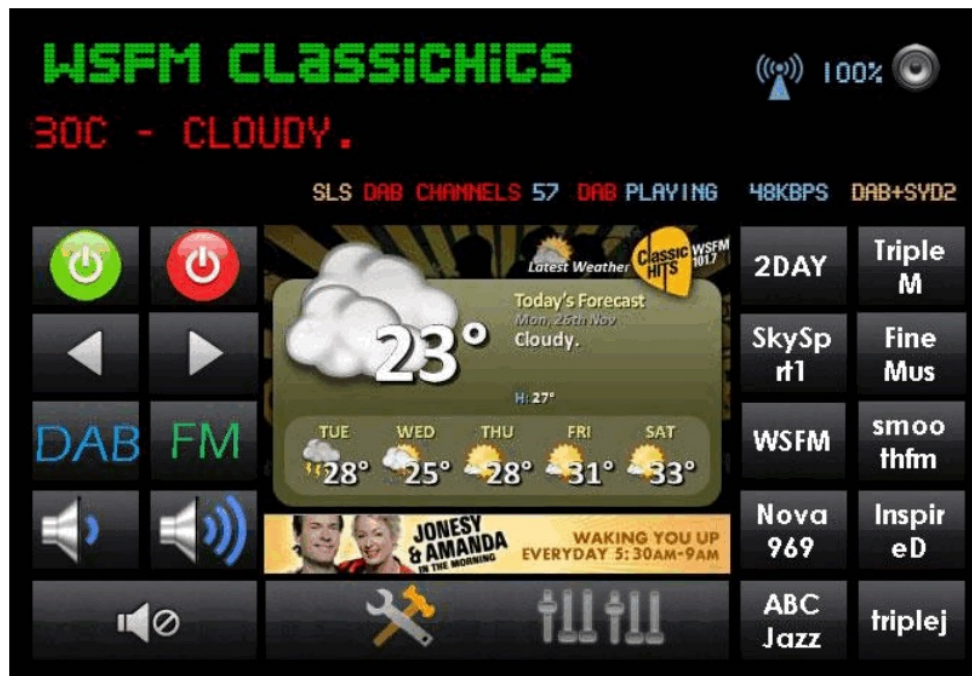 WSFM CLaSSiCHiTS
100%
30C - CLOUDY.
SLS DAB CHANNELS 57 DAB PLAYING 48KBPS DAB+SYD2
Latest Weather
Classic HITS
WSFM 101.7
Today's Forecast
Mon, 26th Nov
Cloudy.
23°
H: 27°
TUE WED THU FRI SAT
28° 25° 28° 31° 33°
JONESY
& AMANDA
IN THE MORNING
WAKING YOU UP
EVERYDAY 5:30AM-9AM
DAB FM
2DAY
Triple
M
SkySp
rt1
Fine
Mus
WSFM
smoo
thfm
Nova
969
Inspir
eD
ABC
Jazz
triplej